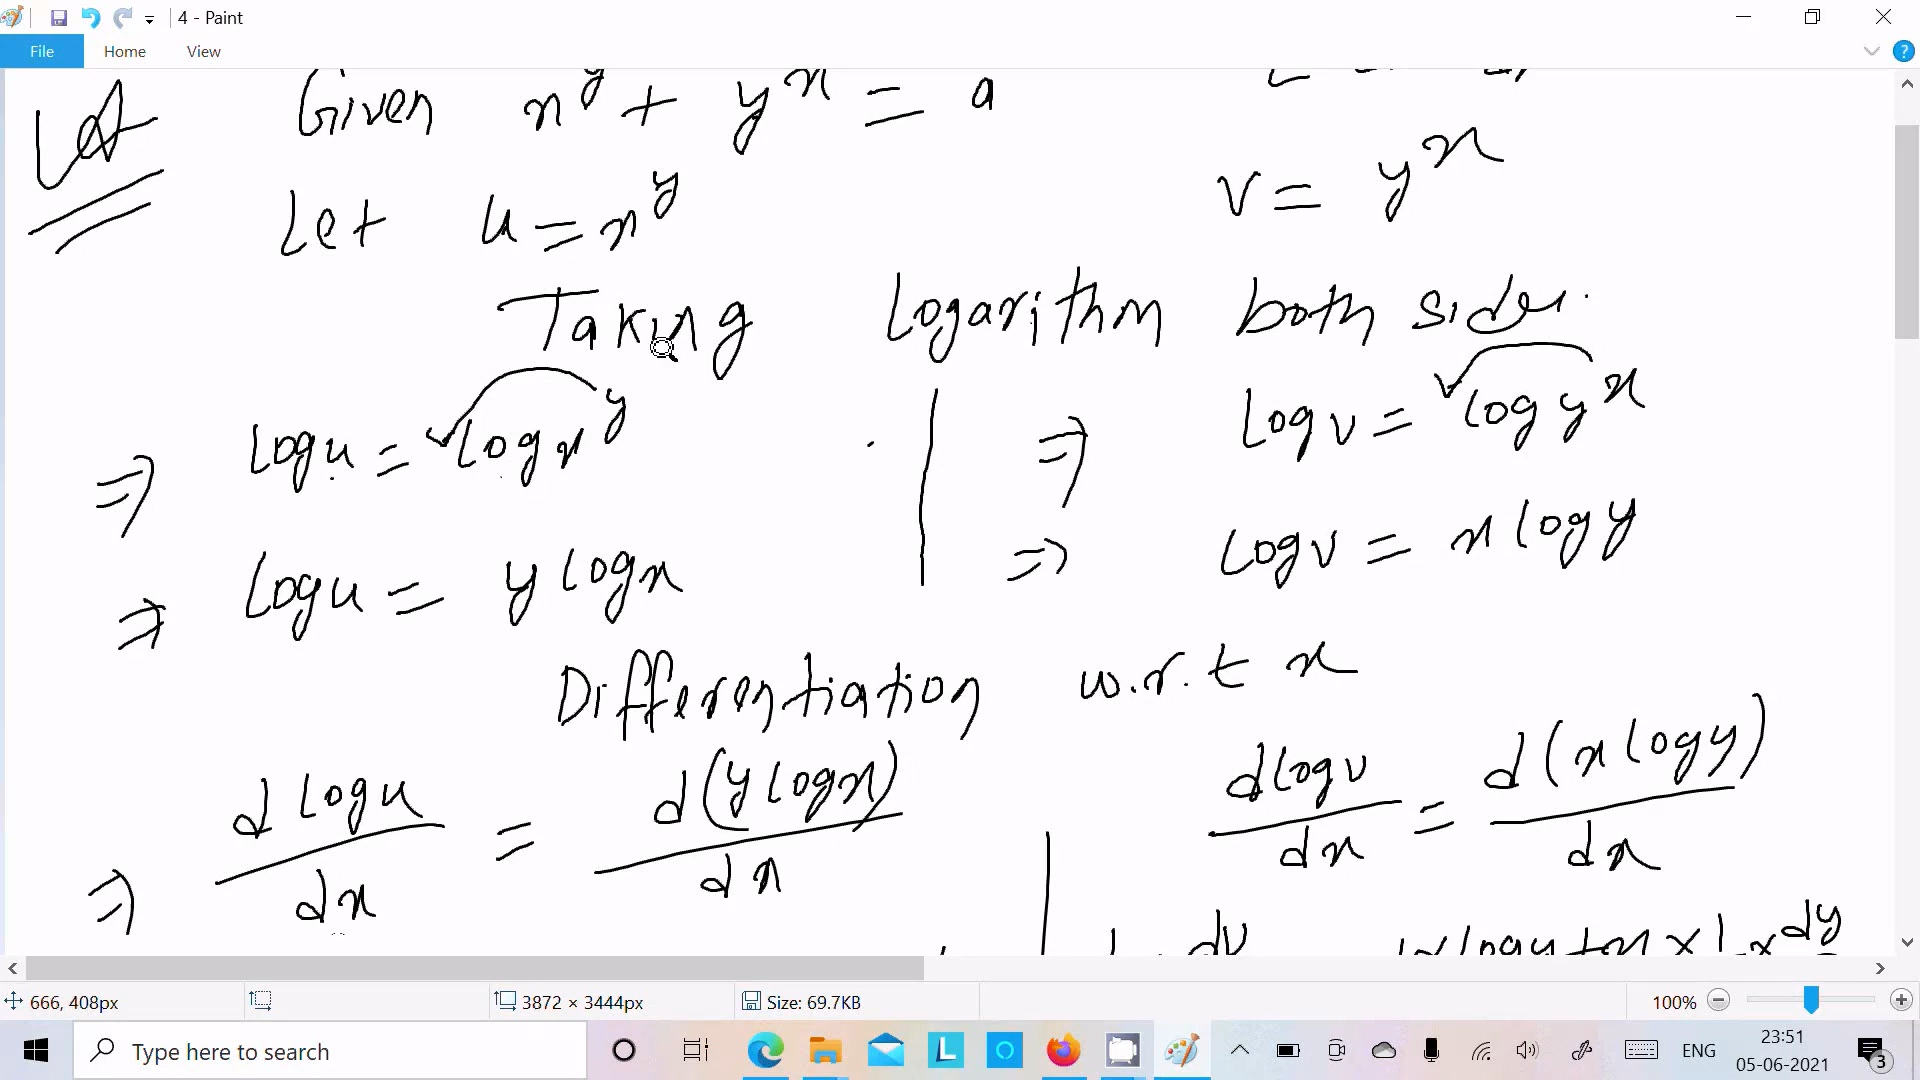 4 - Paint
File Home View
Given x^y + y^x = a
Let u = x^y v = y^x
Taking Logarithm both sides.
⇒ Log u = Log x^y ⇒ Log v = Log y^x
⇒ Log u = y Log x ⇒ Log v = x Log y
Differentiation w.r.t x
⇒ d Log u / dx = d(y Log x) / dx d Log v / dx = d(x Log y) / dx
666, 408px 3872 × 3444px Size: 69.7KB 100%
Type here to search ENG 23:51
05-06-2021
3